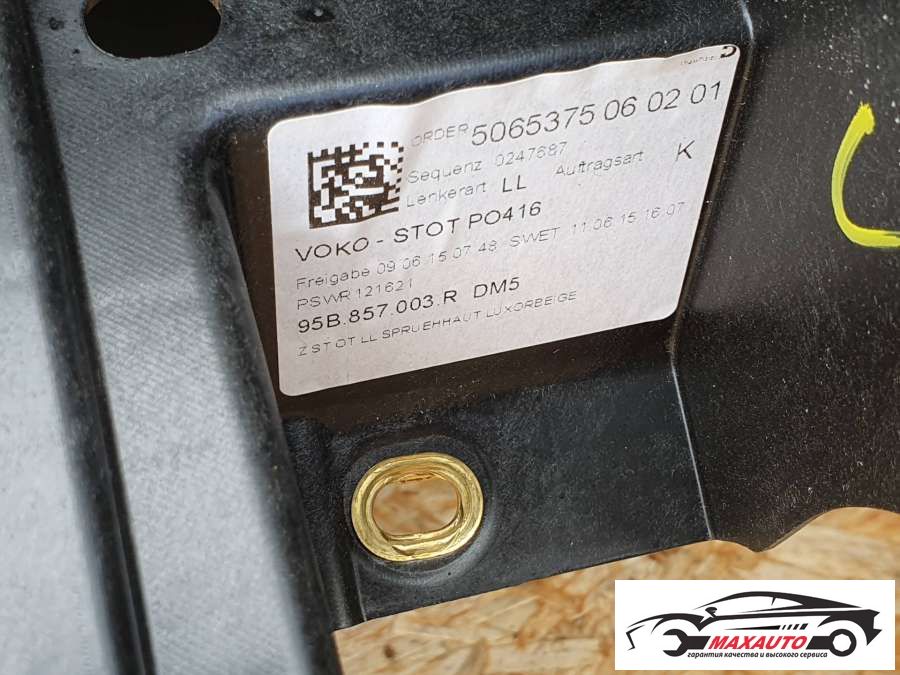 ORDER 5065375 06 02 01
Sequenz 0247687
Lenkerart LL Auftragsart K
VOKO - STOT PO416
Freigabe 09.06.15 07:48 SWET 11.06.15 16:07
PSWR 121621
95B.857.003.R DM5
ZSTOT LL SPRUEHHAUT LUXORBEIGE
MAXAUTO
гарантия качества и высокого сервиса